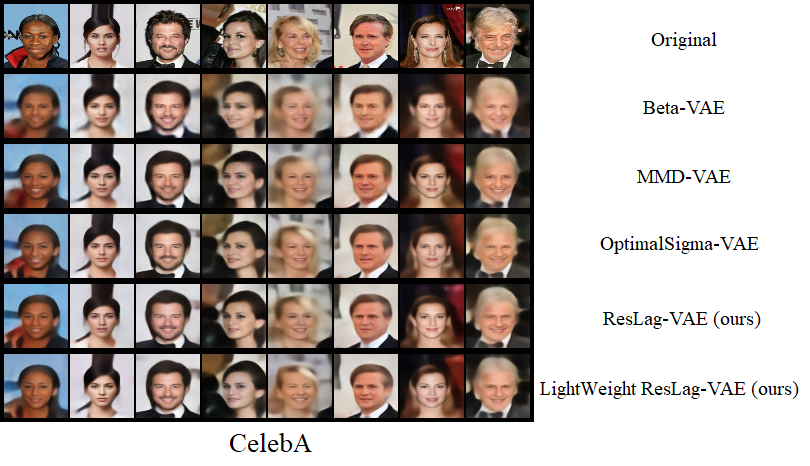 Original
Beta-VAE
MMD-VAE
OptimalSigma-VAE
ResLag-VAE (ours)
LightWeight ResLag-VAE (ours)
CelebA